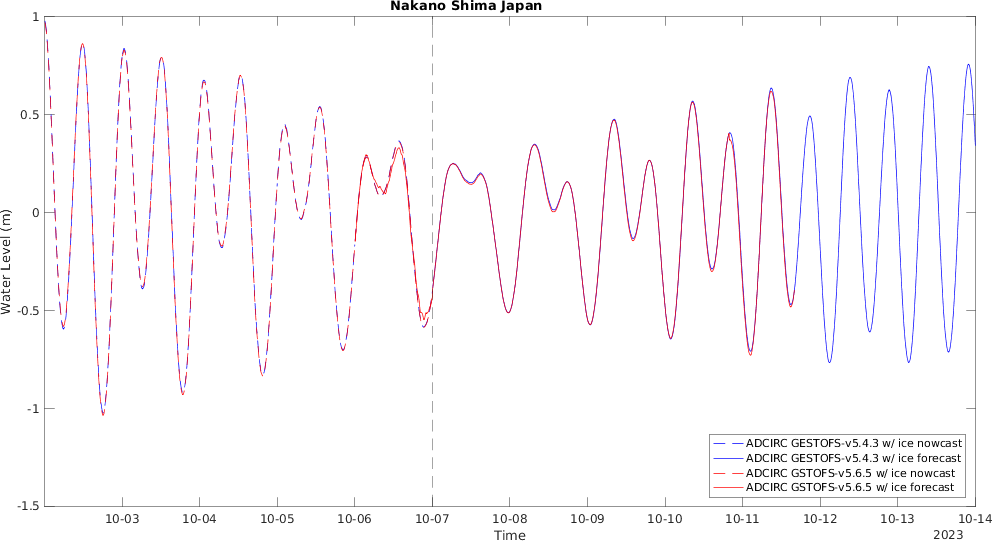 Nakano Shima Japan
1
0.5
0
-0.5
-1
-1.5
Water Level (m)
10-03 10-04 10-05 10-06 10-07 10-08 10-09 10-10 10-11 10-12 10-13 10-14
2023
Time
ADCIRC GESTOFS-v5.4.3 w/ ice nowcast
ADCIRC GESTOFS-v5.4.3 w/ ice forecast
ADCIRC GSTOFS-v5.6.5 w/ ice nowcast
ADCIRC GSTOFS-v5.6.5 w/ ice forecast